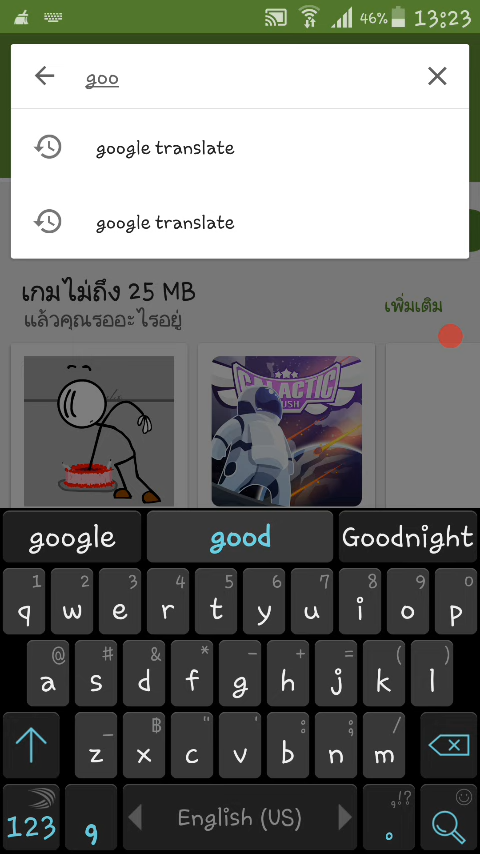 46% 13:23
goo
google translate
google translate
เกมไม่ถึง 25 MB
เพิ่มเติม
แล้วคุณรออะไรอยู่
GALACTIC
RUSH
google good Goodnight
1 2 3 4 5 6 7 8 9 0
q w e r t y u i o p
@ # & * - + = ( )
a s d f g h j k l
_ ฿ " ' : ; /
z x c v b n m
123 , English (US) ,!? .